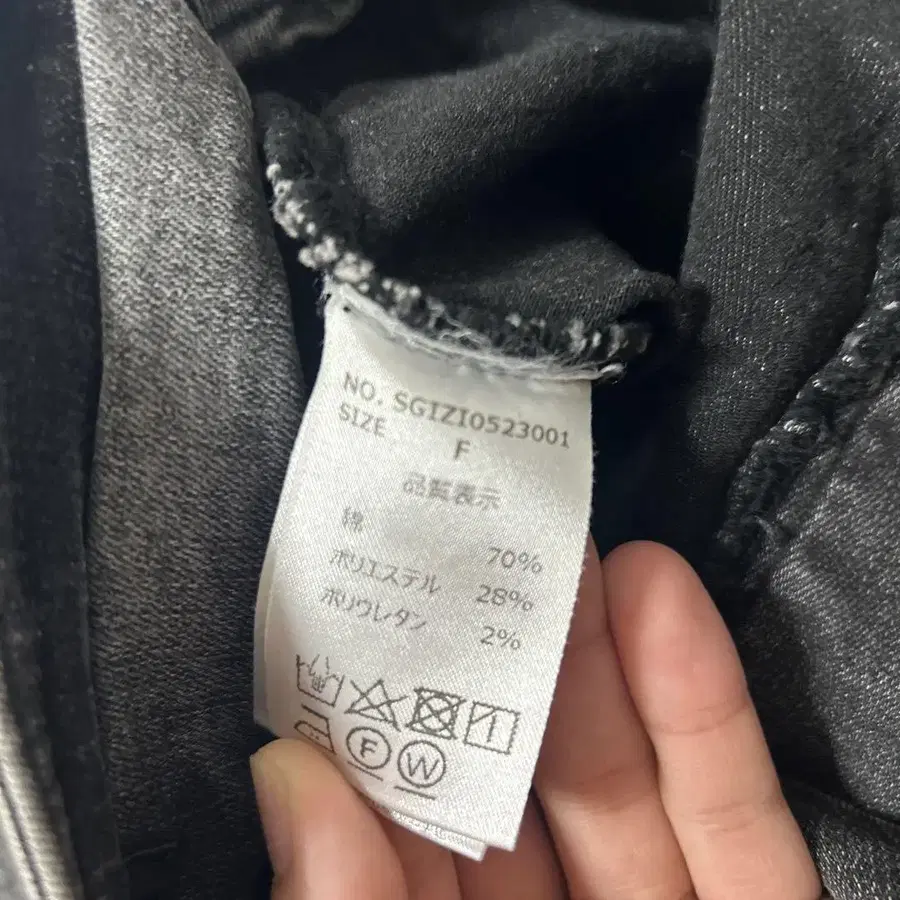 NO. SGIZI0523001
SIZE F
品質表示
綿 70%
ポリエステル 28%
ポリウレタン 2%
F
W